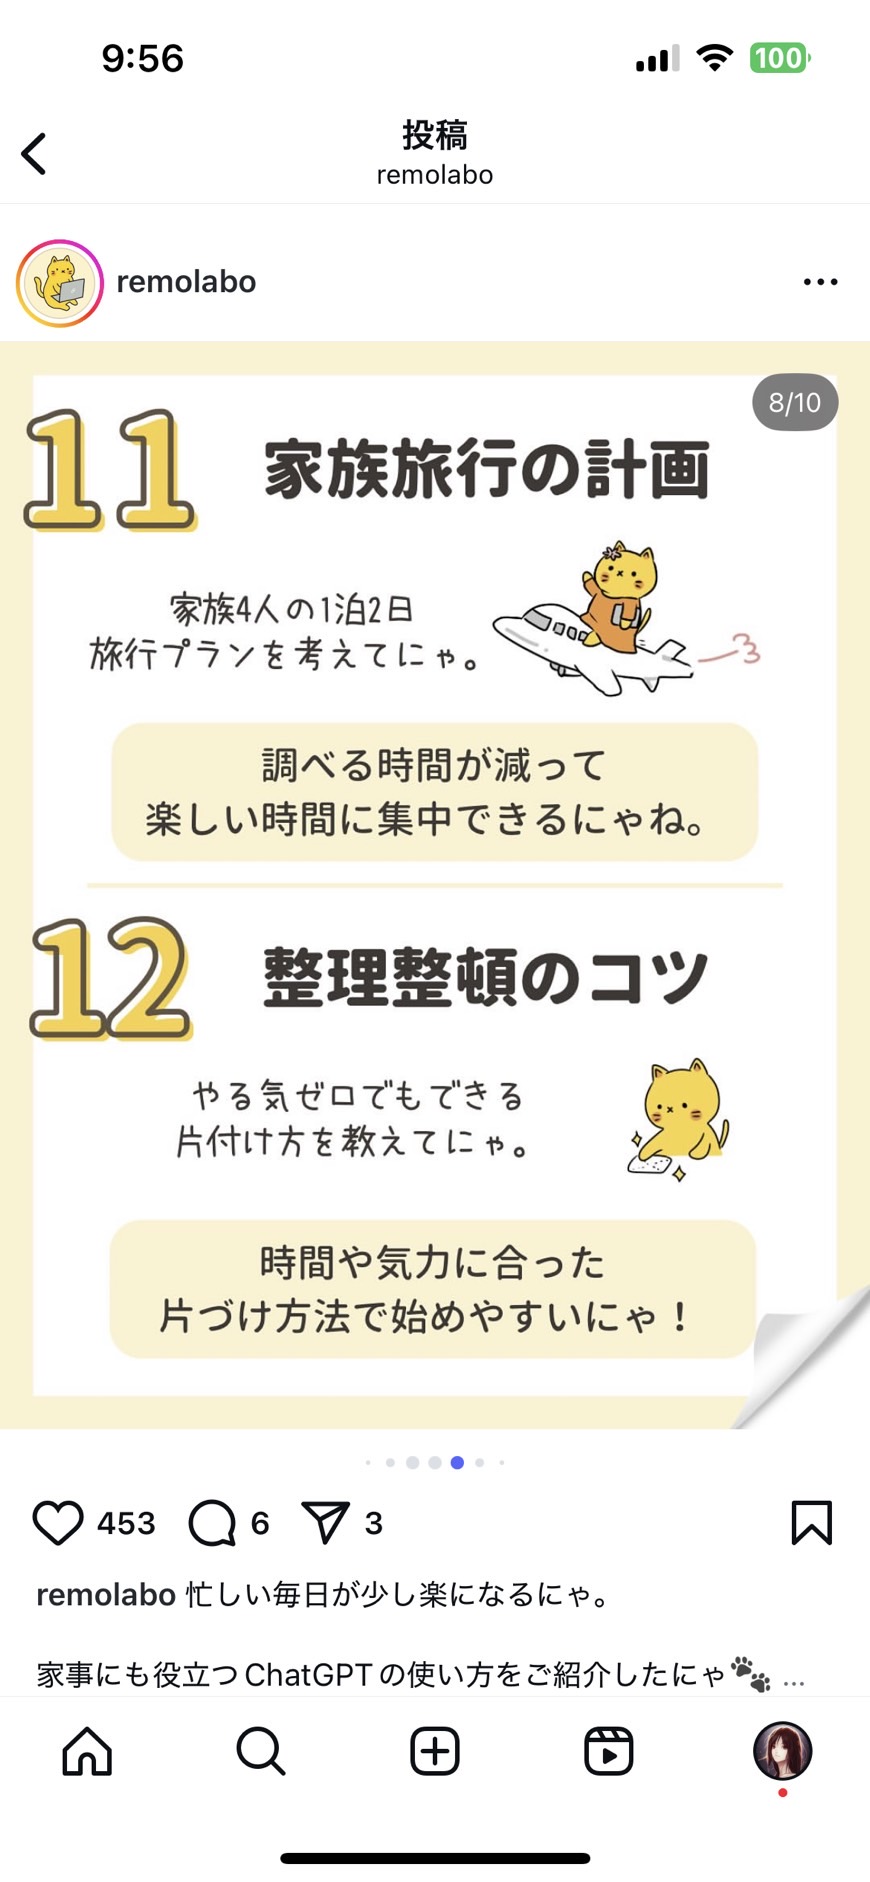 9:56
100
投稿
remolabo
remolabo
8/10
11 家族旅行の計画
家族4人の1泊2日
旅行プランを考えてにゃ。
調べる時間が減って
楽しい時間に集中できるにゃね。
12 整理整頓のコツ
やる気ゼロでもできる
片付け方を教えてにゃ。
時間や気力に合った
片づけ方法で始めやすいにゃ！
453 6 3
remolabo 忙しい毎日が少し楽になるにゃ。
家事にも役立つChatGPTの使い方をご紹介したにゃ🐾 ...